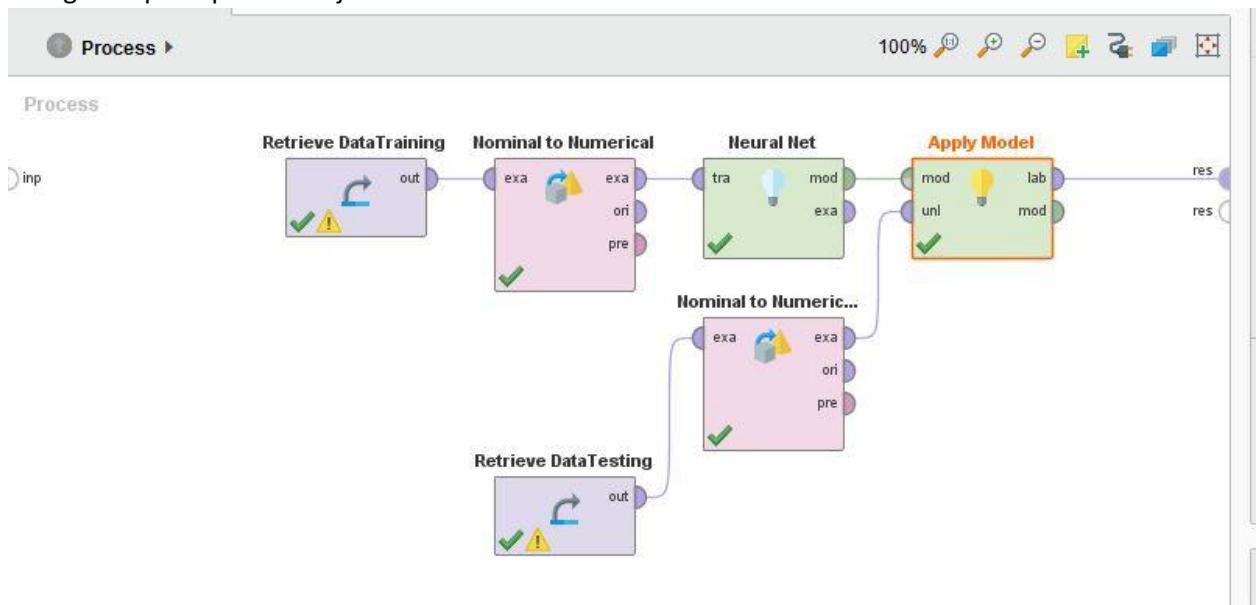 Process
100%
Process
Retrieve DataTraining
Nominal to Numerical
Neural Net
Apply Model
inp
out
exa
exa
tra
mod
mod
lab
res
ori
exa
unl
mod
res
pre
Nominal to Numeric...
exa
exa
ori
pre
Retrieve DataTesting
out